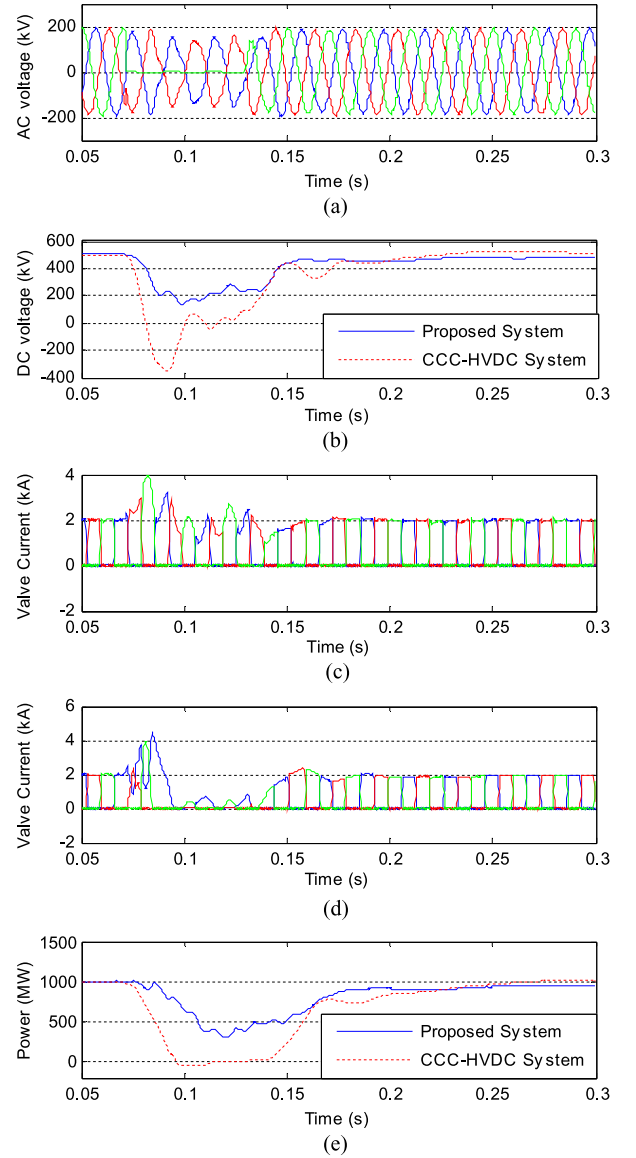 200
0
-200
AC voltage (kV)
0.05 0.1 0.15 0.2 0.25 0.3
Time (s)
(a)
600
400
200
0
-200
-400
DC voltage (kV)
Proposed System
CCC-HVDC System
0.05 0.1 0.15 0.2 0.25 0.3
Time (s)
(b)
4
2
0
-2
Valve Current (kA)
0.05 0.1 0.15 0.2 0.25 0.3
Time (s)
(c)
6
4
2
0
-2
Valve Current (kA)
0.05 0.1 0.15 0.2 0.25 0.3
Time (s)
(d)
1500
1000
500
0
Power (MW)
Proposed System
CCC-HVDC System
0.05 0.1 0.15 0.2 0.25 0.3
Time (s)
(e)